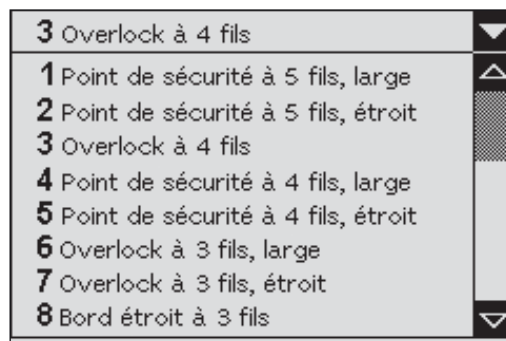 3 Overlock à 4 fils
1 Point de sécurité à 5 fils, large
2 Point de sécurité à 5 fils, étroit
3 Overlock à 4 fils
4 Point de sécurité à 4 fils, large
5 Point de sécurité à 4 fils, étroit
6 Overlock à 3 fils, large
7 Overlock à 3 fils, étroit
8 Bord étroit à 3 fils